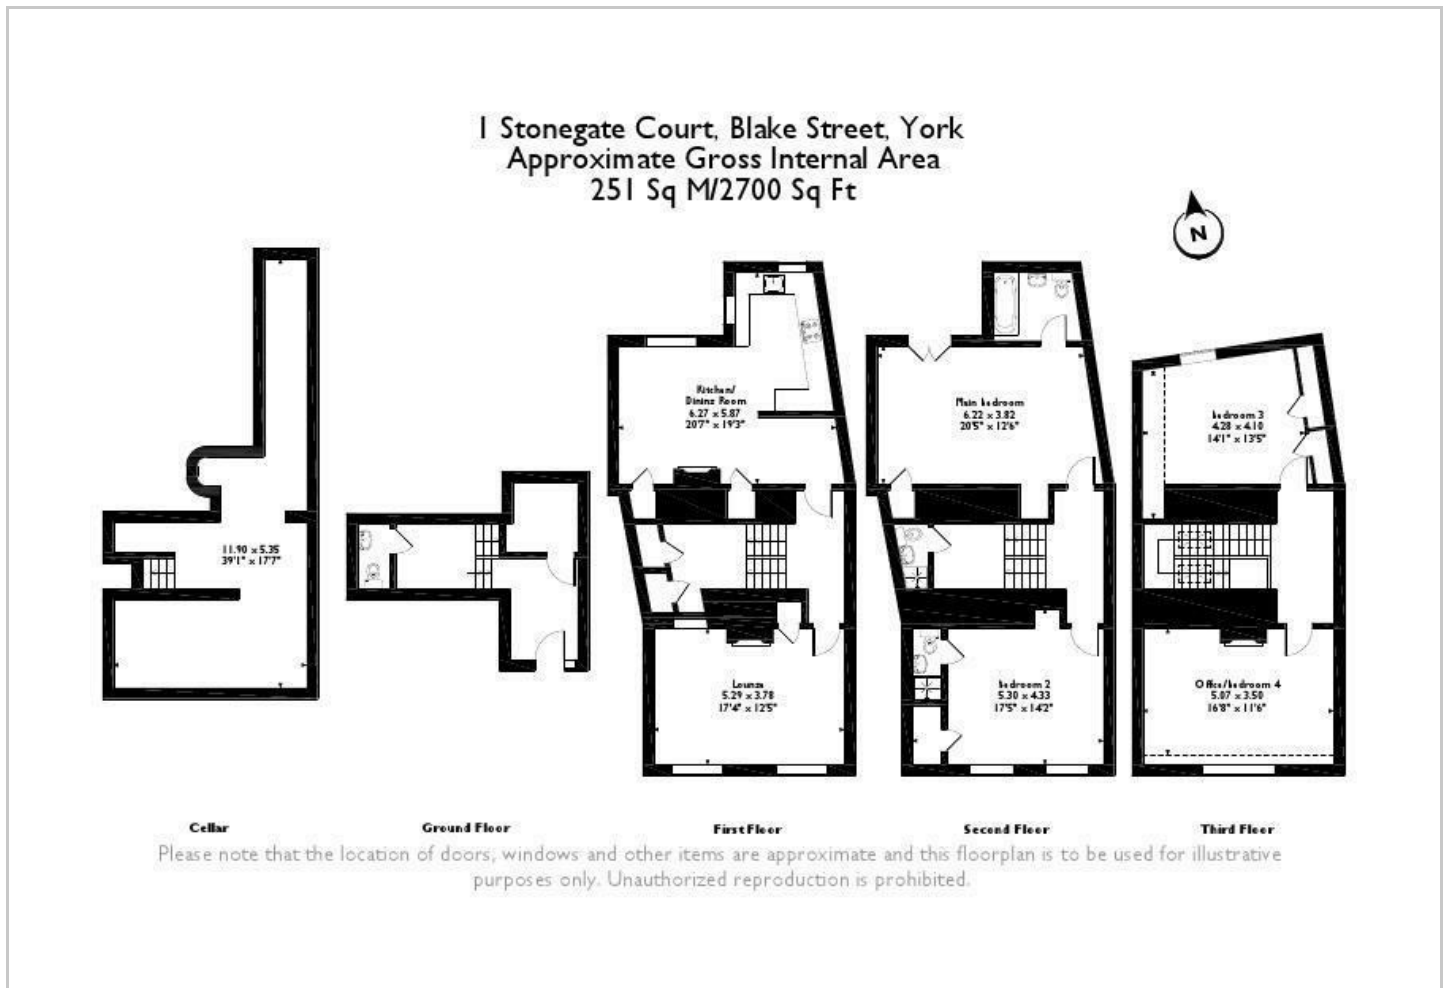 1 Stonegate Court, Blake Street, York
Approximate Gross Internal Area
251 Sq M/2700 Sq Ft
N
11.90 x 5.35
39'1" x 17'7"
Kitchen/
Dining Room
6.27 x 5.87
20'7" x 19'3"
Lounge
5.29 x 3.78
17'4" x 12'5"
Main bedroom
6.22 x 3.82
20'5" x 12'6"
bedroom 2
5.30 x 4.33
17'5" x 14'2"
bedroom 3
4.28 x 4.10
14'1" x 13'5"
Office/bedroom 4
5.07 x 3.50
16'8" x 11'6"
Cellar
Ground Floor
First Floor
Second Floor
Third Floor
Please note that the location of doors, windows and other items are approximate and this floorplan is to be used for illustrative
purposes only. Unauthorized reproduction is prohibited.